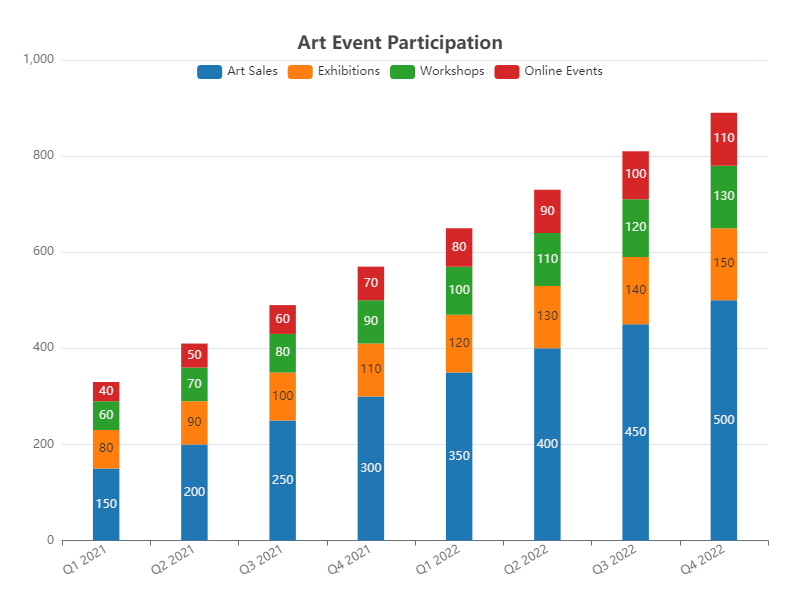 Art Event Participation
Art Sales Exhibitions Workshops Online Events
1,000
800
600
400
200
0
40 50 60 70 80 90 100 110
60 70 80 90 100 110 120 130
80 90 100 110 120 130 140 150
150 200 250 300 350 400 450 500
Q1 2021 Q2 2021 Q3 2021 Q4 2021 Q1 2022 Q2 2022 Q3 2022 Q4 2022